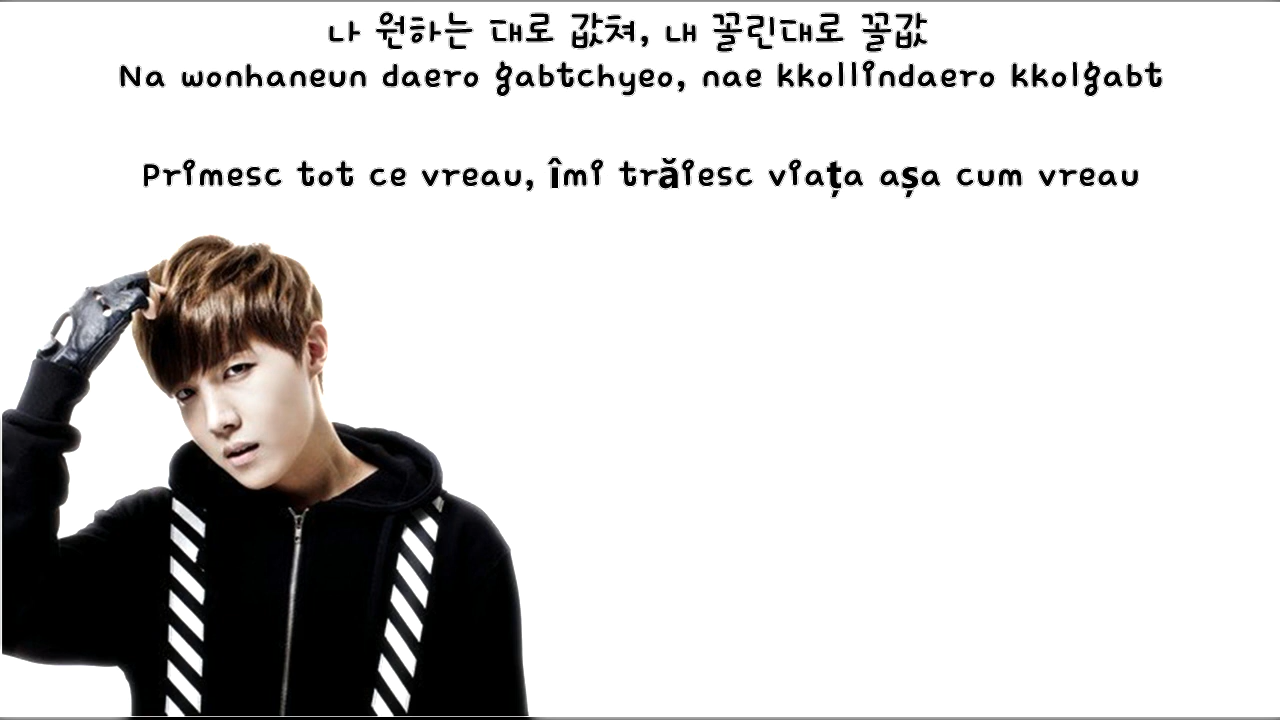 나 원하는 대로 값쳐, 내 꼴린대로 꼴값
Na wonhaneun daero gabtchyeo, nae kkollindaero kkolgabt
Primesc tot ce vreau, îmi trăiesc viața așa cum vreau